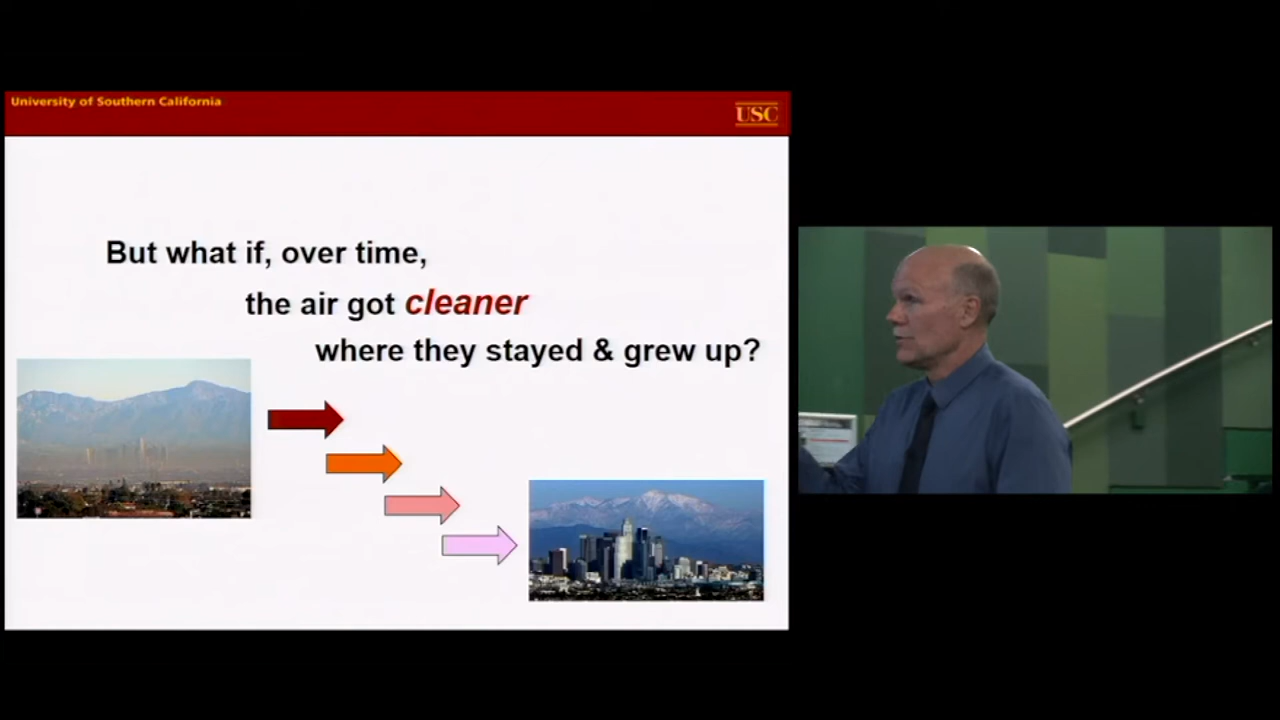 University of Southern California
USC
But what if, over time,
the air got cleaner
where they stayed & grew up?